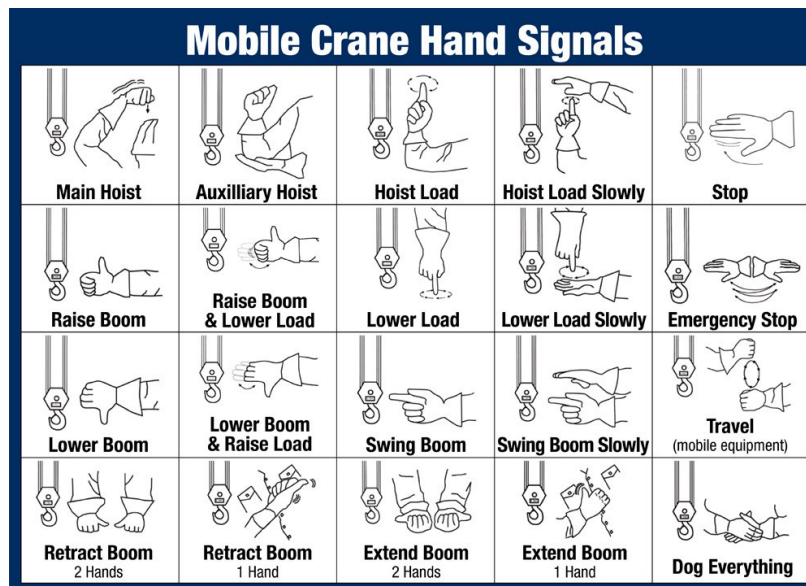 Mobile Crane Hand Signals
Main Hoist
Auxilliary Hoist
Hoist Load
Hoist Load Slowly
Stop
Raise Boom
Raise Boom
& Lower Load
Lower Load
Lower Load Slowly
Emergency Stop
Lower Boom
Lower Boom
& Raise Load
Swing Boom
Swing Boom Slowly
Travel
(mobile equipment)
Retract Boom
2 Hands
Retract Boom
1 Hand
Extend Boom
2 Hands
Extend Boom
1 Hand
Dog Everything